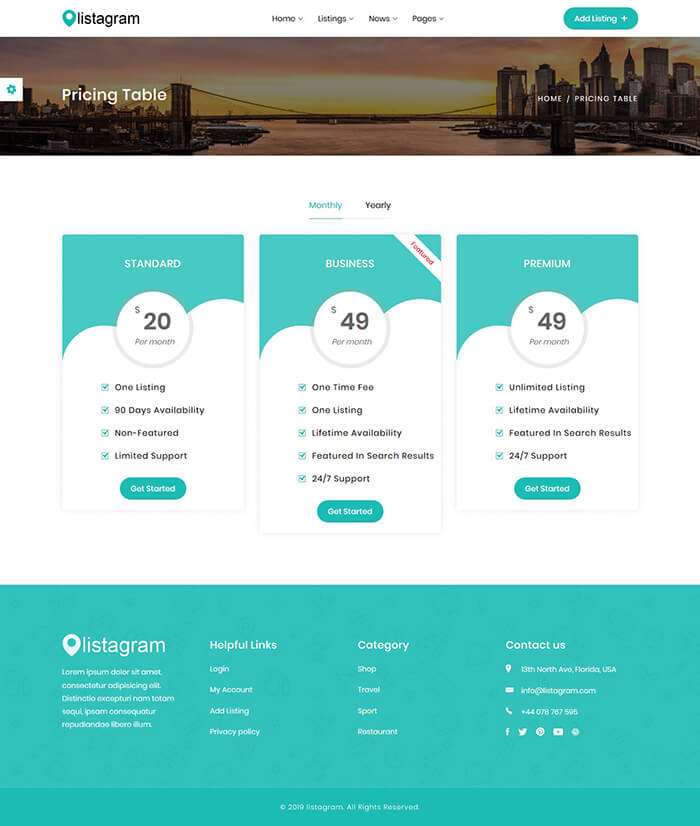 listagram
Home Listings News Pages
Add Listing +
Pricing Table
HOME / PRICING TABLE
Monthly Yearly
STANDARD
$ 20
Per month
One Listing
90 Days Availability
Non-Featured
Limited Support
Get Started
BUSINESS
Featured
$ 49
Per month
One Time Fee
One Listing
Lifetime Availability
Featured In Search Results
24/7 Support
Get Started
PREMIUM
$ 49
Per month
Unlimited Listing
Lifetime Availability
Featured In Search Results
24/7 Support
Get Started
listagram
Lorem ipsum dolor sit amet,
consectetur adipisicing elit.
Distinctio excepturi nam totam
sequi, ipsam consequatur
repudiandae libero illum.
Helpful Links
Login
My Account
Add Listing
Privacy policy
Category
Shop
Travel
Sport
Restaurant
Contact us
13th North Ave, Florida, USA
info@listagram.com
+44 078 767 595
© 2019 listagram. All Rights Reserved.